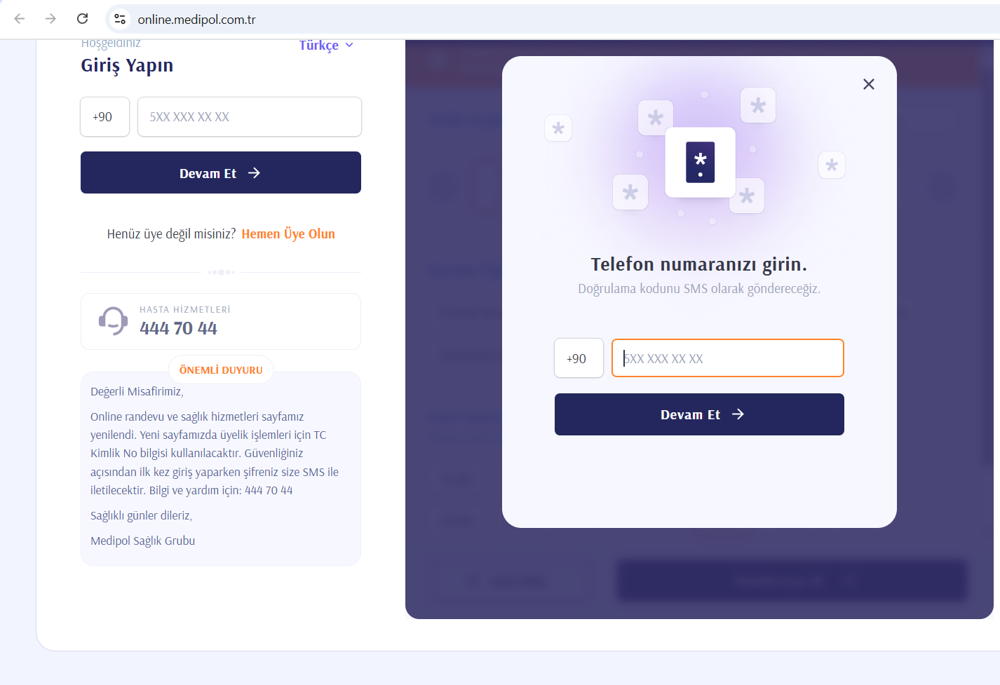 online.medipol.com.tr
Hoşgeldiniz
Türkçe
Giriş Yapın
+90
5XX XXX XX XX
Devam Et
Henüz üye değil misiniz? Hemen Üye Olun
HASTA HİZMETLERİ
444 70 44
ÖNEMLİ DUYURU
Değerli Misafirimiz,
Online randevu ve sağlık hizmetleri sayfamız
yenilendi. Yeni sayfamızda üyelik işlemleri için TC
Kimlik No bilgisi kullanılacaktır. Güvenliğiniz
açısından ilk kez giriş yaparken şifreniz size SMS ile
iletilecektir. Bilgi ve yardım için: 444 70 44
Sağlıklı günler dileriz,
Medipol Sağlık Grubu
Telefon numaranızı girin.
Doğrulama kodunu SMS olarak göndereceğiz.
+90
5XX XXX XX XX
Devam Et